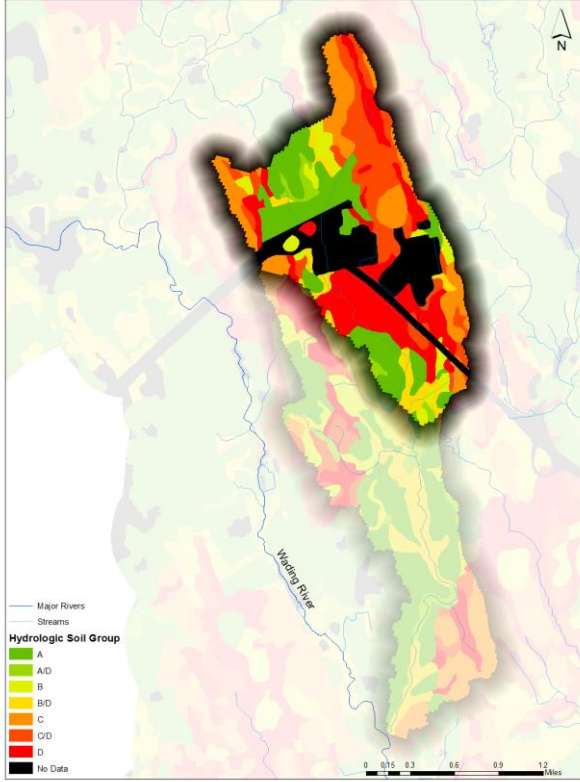 N
Wading River
Major Rivers
Streams
Hydrologic Soil Group
A
A/D
B
B/D
C
C/D
D
No Data
0 0.15 0.3 0.6 0.9 1.2
Miles